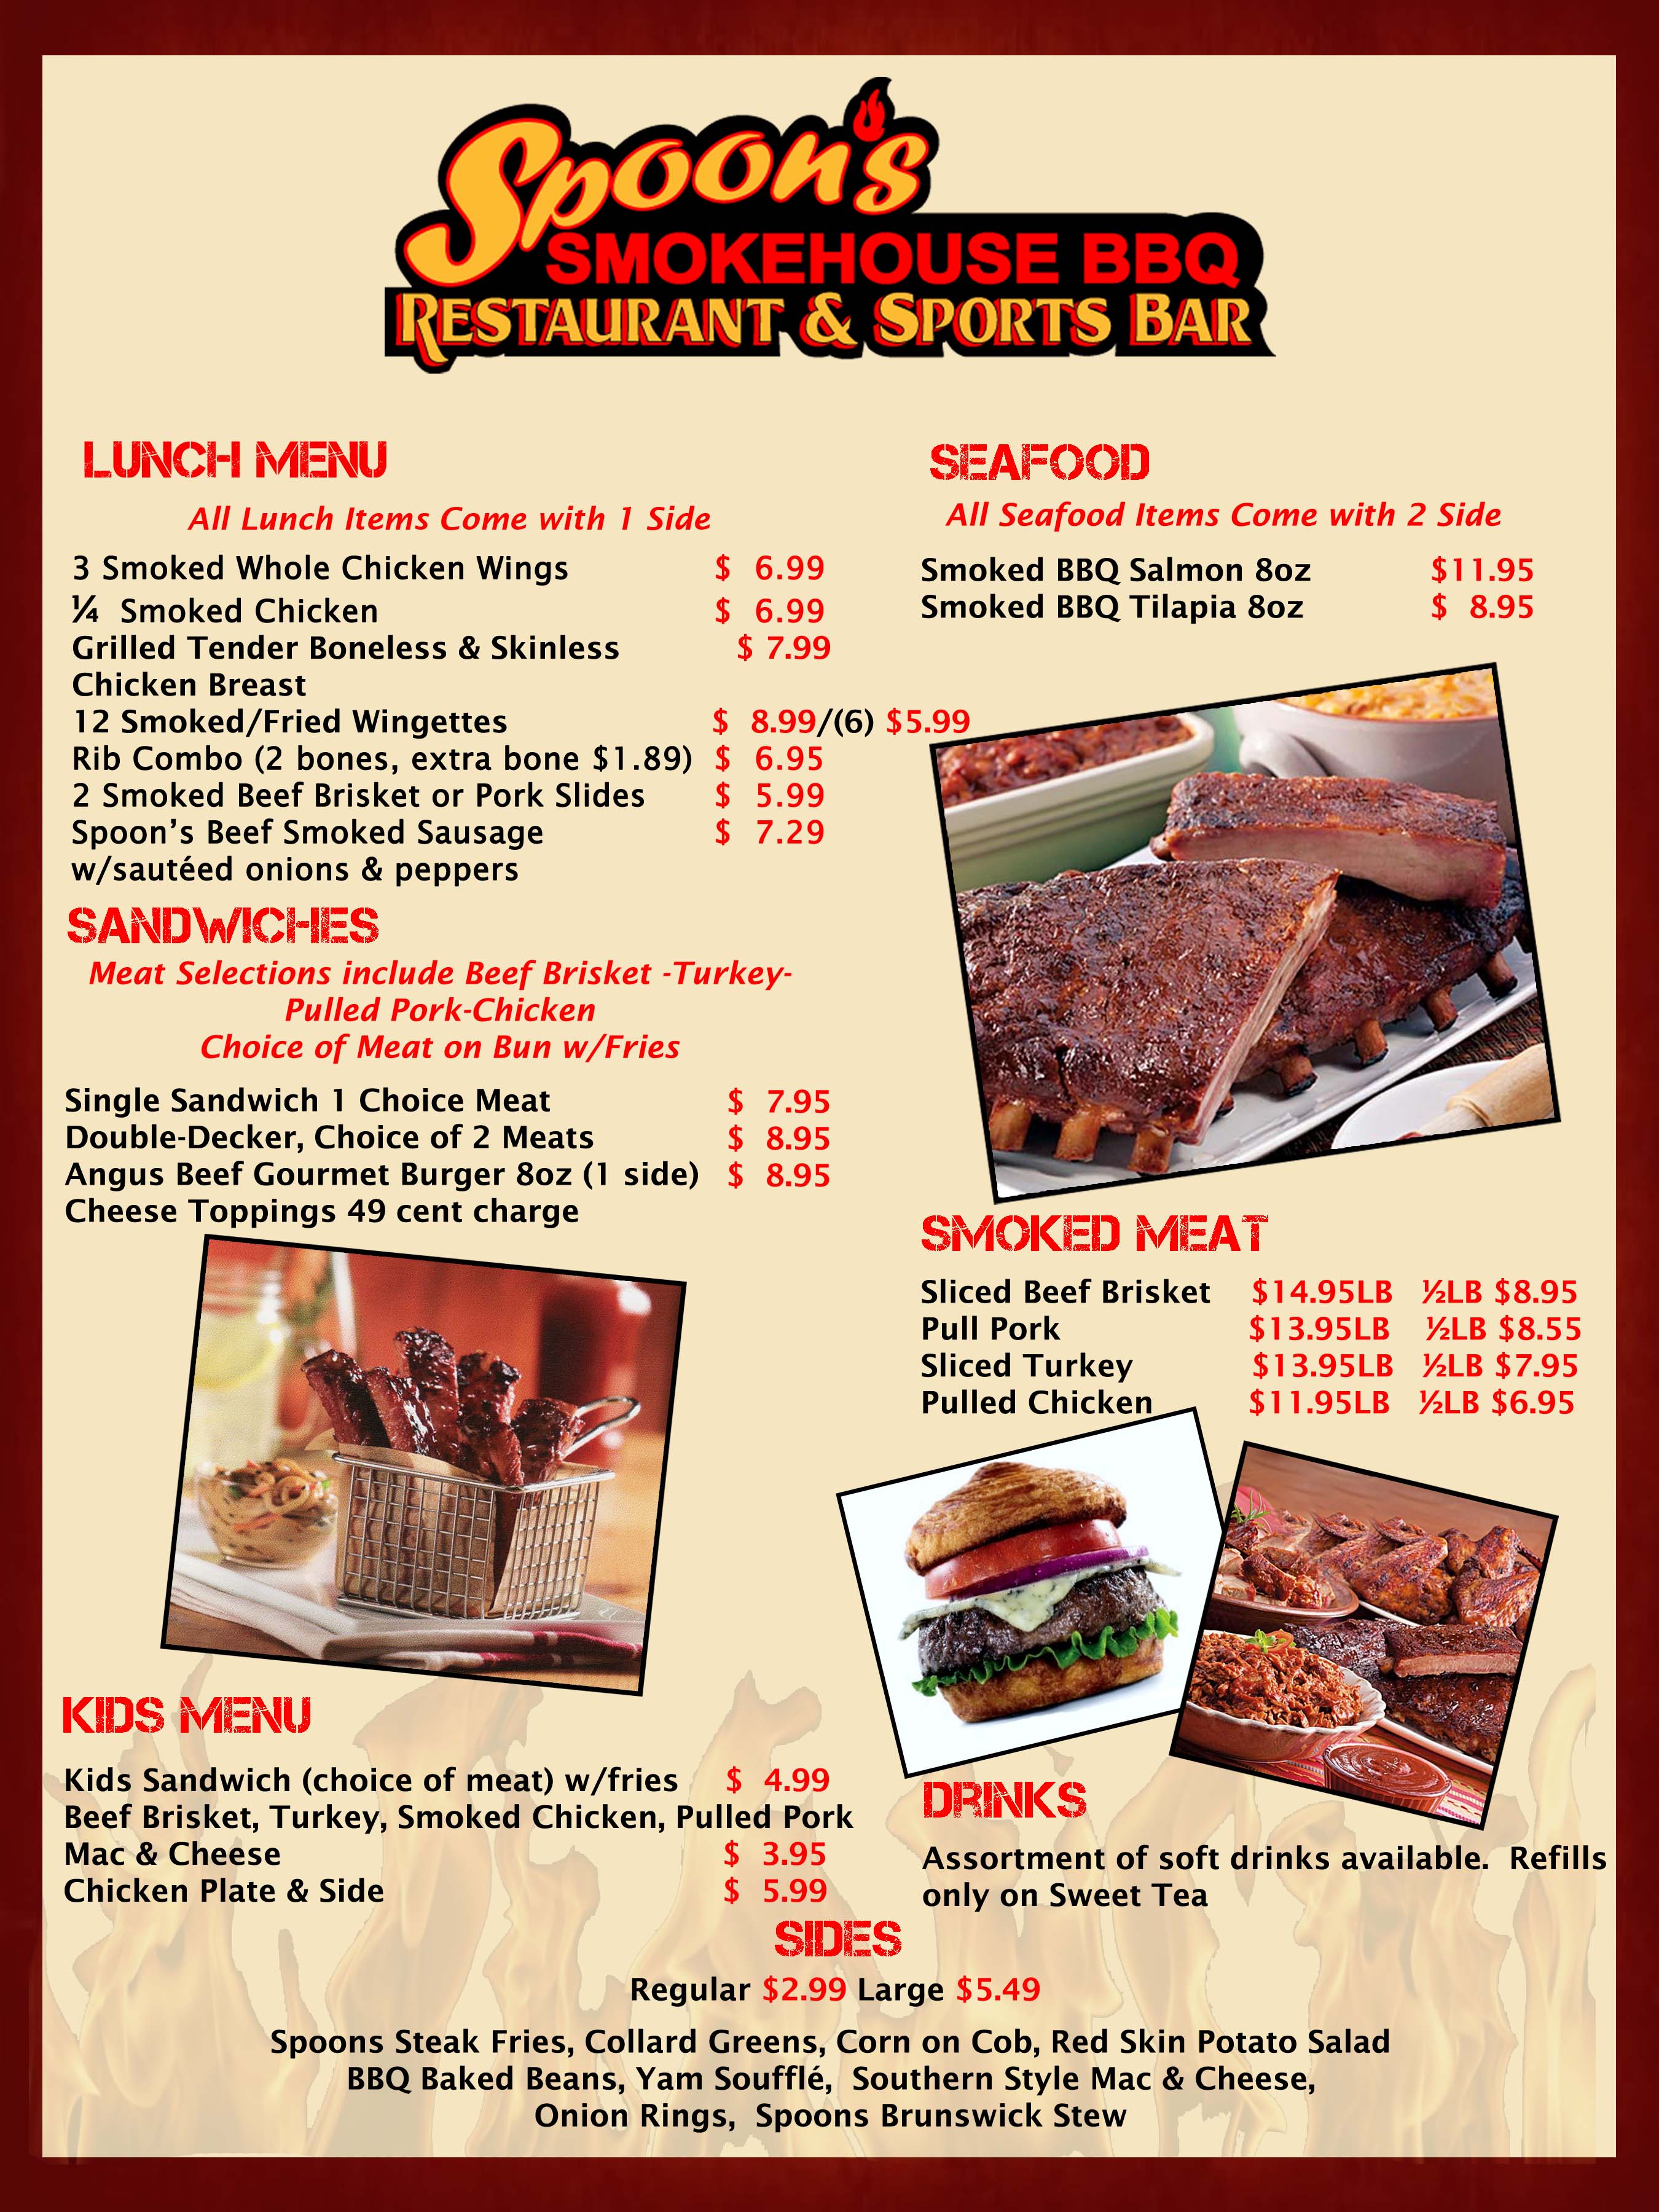 Spoon's
SMOKEHOUSE BBQ
RESTAURANT & SPORTS BAR
LUNCH MENU
All Lunch Items Come with 1 Side
3 Smoked Whole Chicken Wings $ 6.99
¼ Smoked Chicken $ 6.99
Grilled Tender Boneless & Skinless $ 7.99
Chicken Breast
12 Smoked/Fried Wingettes $ 8.99/(6) $5.99
Rib Combo (2 bones, extra bone $1.89) $ 6.95
2 Smoked Beef Brisket or Pork Slides $ 5.99
Spoon's Beef Smoked Sausage $ 7.29
w/sautéed onions & peppers
SANDWICHES
Meat Selections include Beef Brisket -Turkey-
Pulled Pork-Chicken
Choice of Meat on Bun w/Fries
Single Sandwich 1 Choice Meat $ 7.95
Double-Decker, Choice of 2 Meats $ 8.95
Angus Beef Gourmet Burger 8oz (1 side) $ 8.95
Cheese Toppings 49 cent charge
KIDS MENU
Kids Sandwich (choice of meat) w/fries $ 4.99
Beef Brisket, Turkey, Smoked Chicken, Pulled Pork
Mac & Cheese $ 3.95
Chicken Plate & Side $ 5.99
SEAFOOD
All Seafood Items Come with 2 Side
Smoked BBQ Salmon 8oz $11.95
Smoked BBQ Tilapia 8oz $ 8.95
SMOKED MEAT
Sliced Beef Brisket $14.95LB ½LB $8.95
Pull Pork $13.95LB ½LB $8.55
Sliced Turkey $13.95LB ½LB $7.95
Pulled Chicken $11.95LB ½LB $6.95
DRINKS
Assortment of soft drinks available. Refills
only on Sweet Tea
SIDES
Regular $2.99 Large $5.49
Spoons Steak Fries, Collard Greens, Corn on Cob, Red Skin Potato Salad
BBQ Baked Beans, Yam Soufflé, Southern Style Mac & Cheese,
Onion Rings, Spoons Brunswick Stew